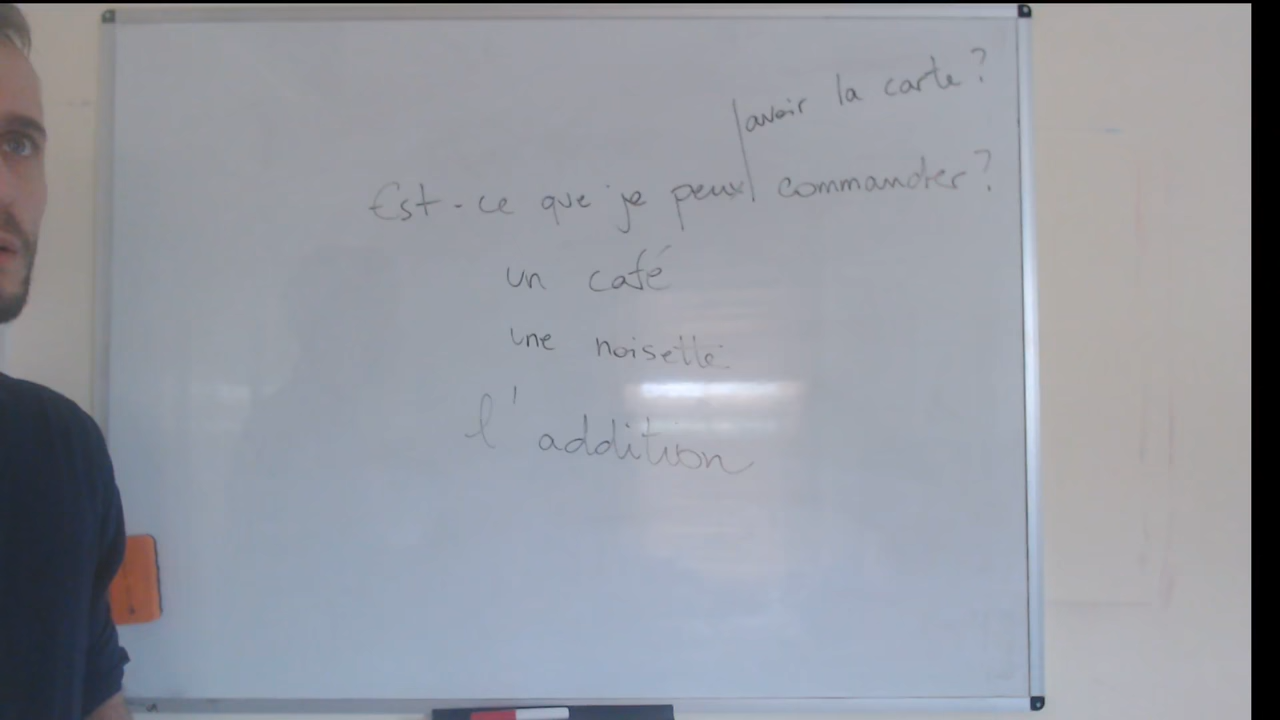 avoir la carte ?
Est-ce que je peux commander ?
un café
une noisette
l'addition